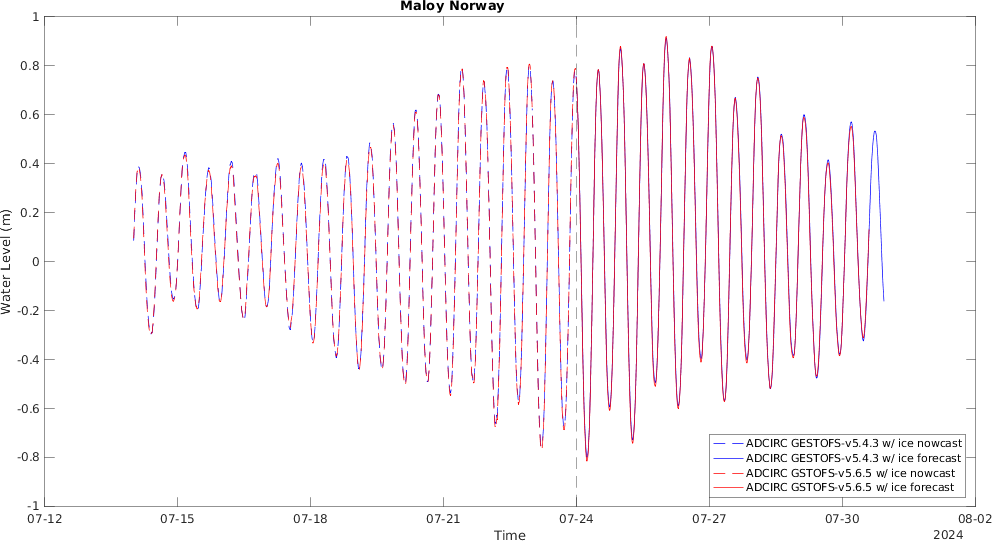 Maloy Norway
1
0.8
0.6
0.4
0.2
0
-0.2
-0.4
-0.6
-0.8
-1
Water Level (m)
07-12
07-15
07-18
07-21
07-24
07-27
07-30
08-02
Time
2024
ADCIRC GESTOFS-v5.4.3 w/ ice nowcast
ADCIRC GESTOFS-v5.4.3 w/ ice forecast
ADCIRC GSTOFS-v5.6.5 w/ ice nowcast
ADCIRC GSTOFS-v5.6.5 w/ ice forecast